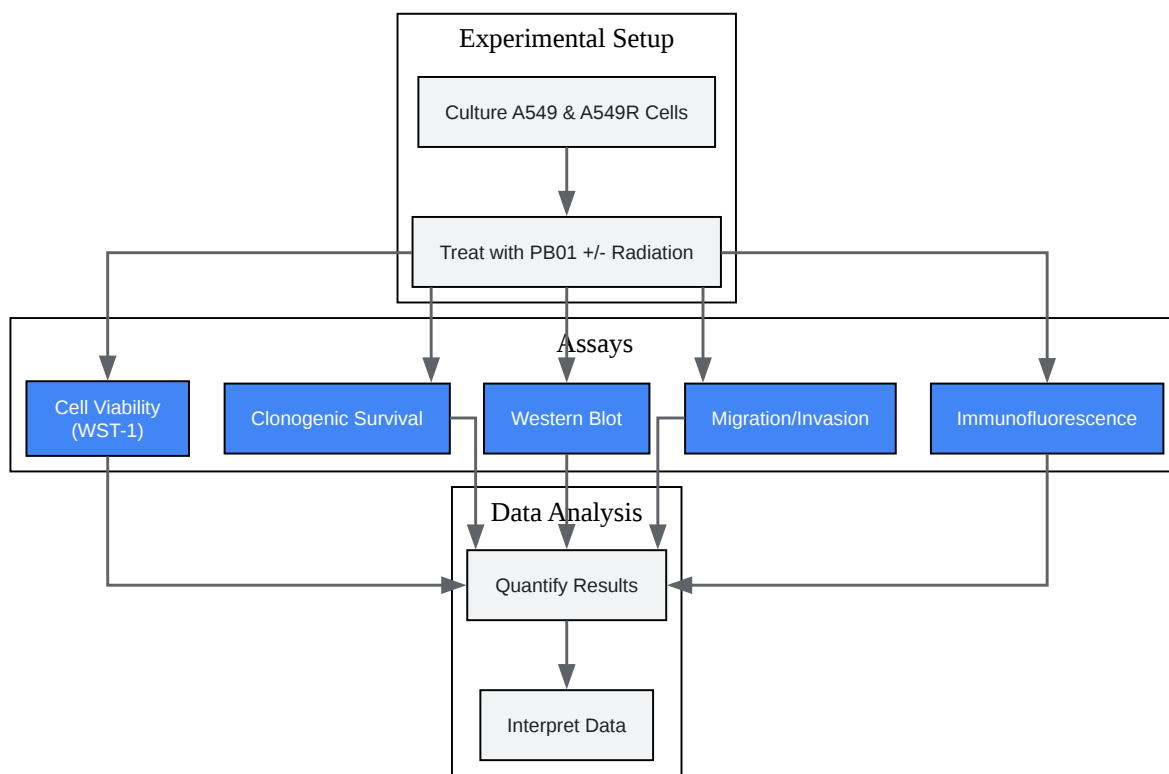 Experimental Setup
Culture A549 & A549R Cells
Treat with PB01 +/- Radiation
Assays
Cell Viability
(WST-1)
Clonogenic Survival
Western Blot
Migration/Invasion
Immunofluorescence
Data Analysis
Quantify Results
Interpret Data